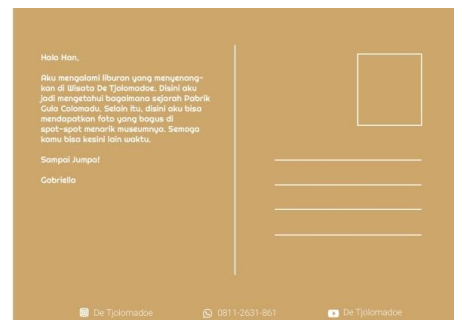 Halo Han,
Aku mengalami liburan yang menyenang-
kan di Wisata De Tjolomadoe. Disini aku
jadi mengetahui bagaimana sejarah Pabrik
Gula Colomadu. Selain itu, disini aku bisa
mendapatkan foto yang bagus di
spot-spot menarik museumnya. Semoga
kamu bisa kesini lain waktu.
Sampai Jumpa!
Gabriella
De Tjolomadoe
0811-2631-861
De Tjolomadoe